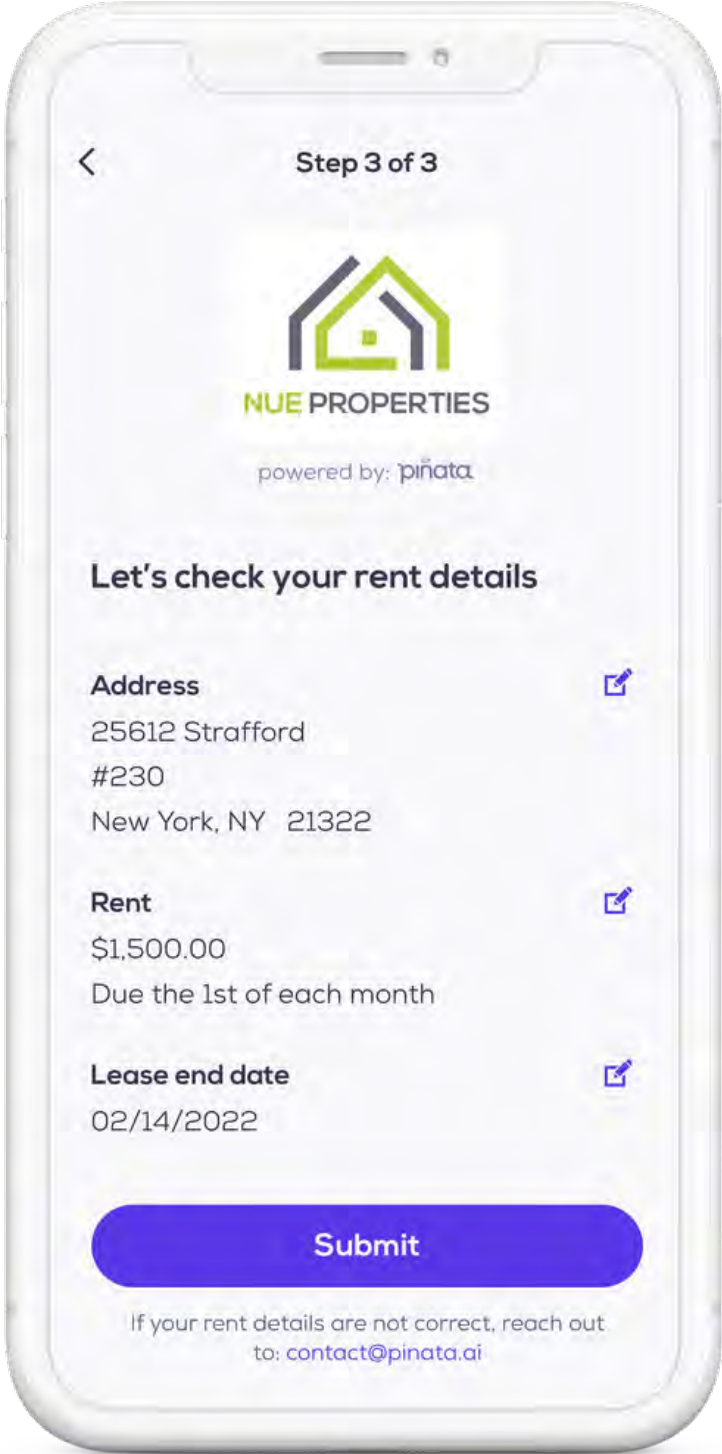 Step 3 of 3
NUE PROPERTIES
powered by: piñata
Let's check your rent details
Address
25612 Strafford
#230
New York, NY 21322
Rent
$1,500.00
Due the 1st of each month
Lease end date
02/14/2022
Submit
If your rent details are not correct, reach out
to: contact@pinata.ai